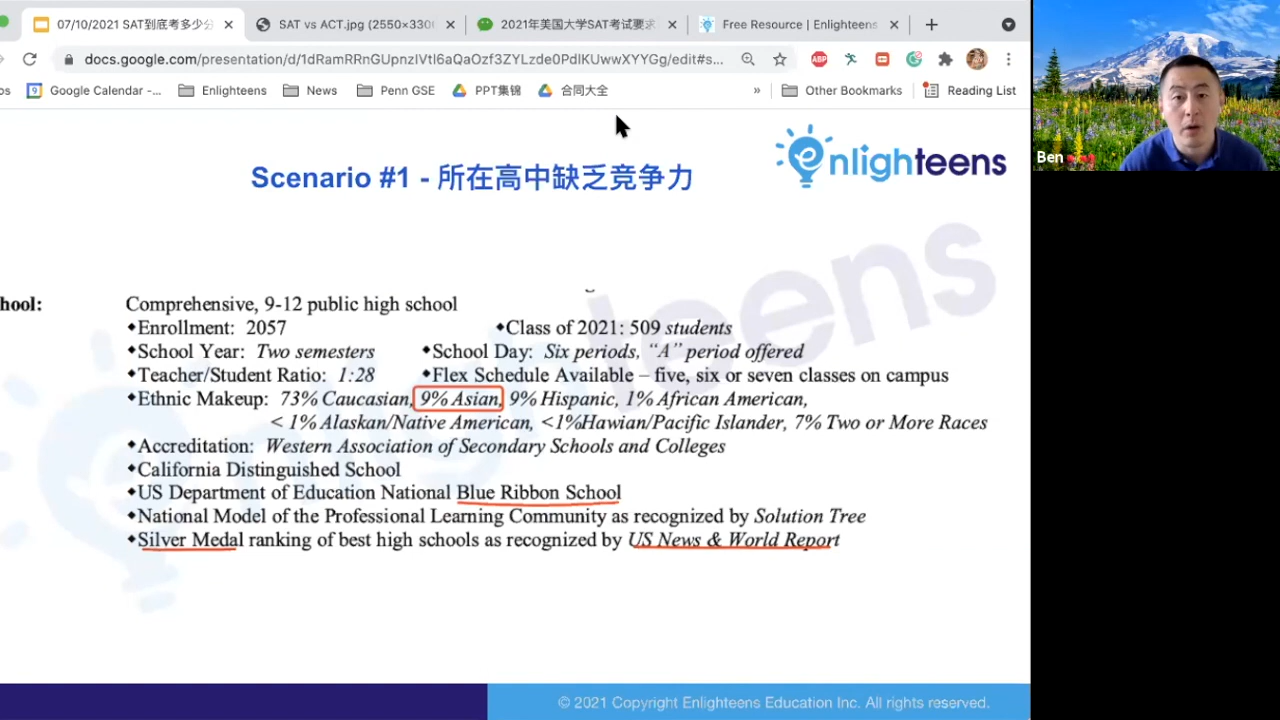 07/10/2021 SAT到底考多少分
SAT vs ACT.jpg (2550×330
2021年美国大学SAT考试要求
Free Resource | Enlighteens
docs.google.com/presentation/d/1dRamRRnGUpnzIVtl6aQaOzf3ZYLzde0PdlKUwwXYYGg/edit#s...
ABP
os
9
Google Calendar -...
Enlighteens
News
Penn GSE
PPT集锦
合同大全
»
Other Bookmarks
Reading List
Ben
enlighteens
Scenario #1 - 所在高中缺乏竞争力
enlighteens
hool: Comprehensive, 9-12 public high school
◆Enrollment: 2057 ◆Class of 2021: 509 students
◆School Year: Two semesters ◆School Day: Six periods, “A” period offered
◆Teacher/Student Ratio: 1:28 ◆Flex Schedule Available – five, six or seven classes on campus
◆Ethnic Makeup: 73% Caucasian, 9% Asian, 9% Hispanic, 1% African American,
< 1% Alaskan/Native American, <1%Hawian/Pacific Islander, 7% Two or More Races
◆Accreditation: Western Association of Secondary Schools and Colleges
◆California Distinguished School
◆US Department of Education National Blue Ribbon School
◆National Model of the Professional Learning Community as recognized by Solution Tree
◆Silver Medal ranking of best high schools as recognized by US News & World Report
© 2021 Copyright Enlighteens Education Inc. All rights reserved.